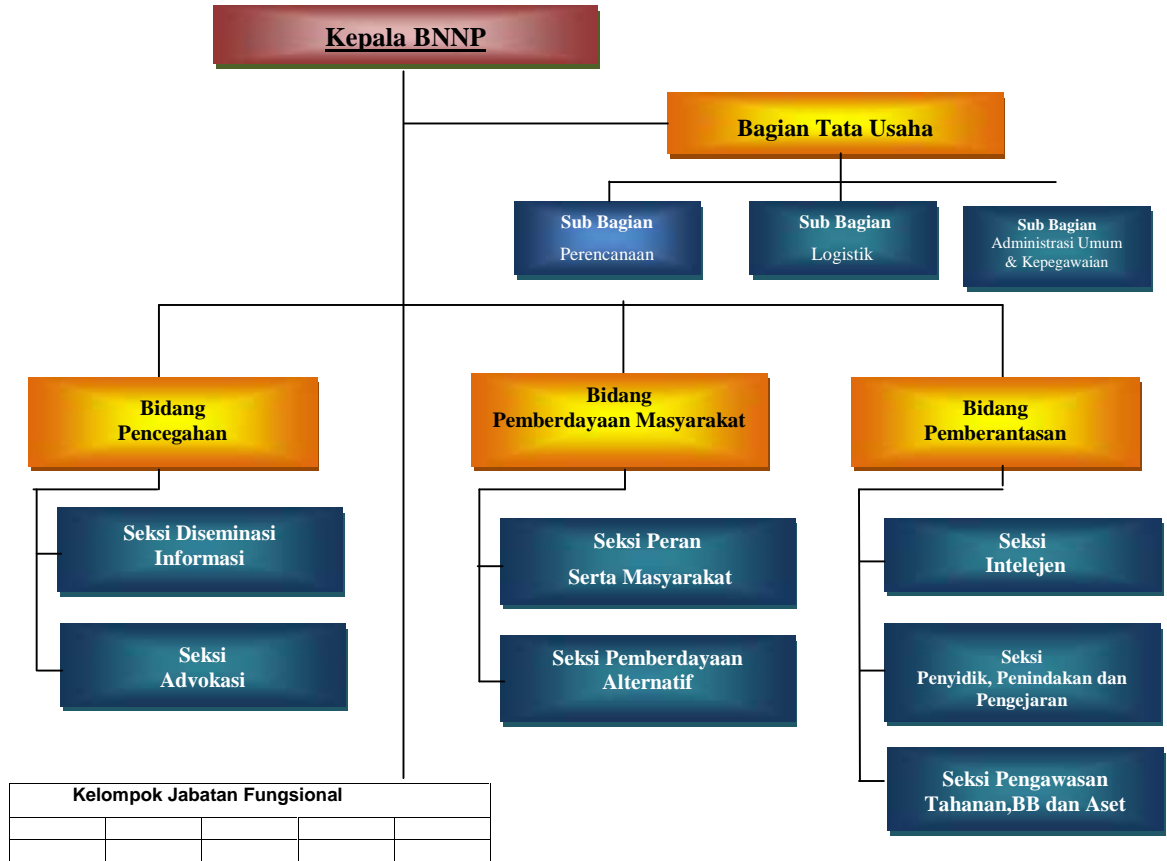 Kepala BNNP
Bagian Tata Usaha
Sub Bagian
Perencanaan
Sub Bagian
Logistik
Sub Bagian
Administrasi Umum
& Kepegawaian
Bidang
Pencegahan
Bidang
Pemberdayaan Masyarakat
Bidang
Pemberantasan
Seksi Diseminasi
Informasi
Seksi
Advokasi
Seksi Peran
Serta Masyarakat
Seksi Pemberdayaan
Alternatif
Seksi
Intelejen
Seksi
Penyidik, Penindakan dan
Pengejaran
Seksi Pengawasan
Tahanan,BB dan Aset
Kelompok Jabatan Fungsional